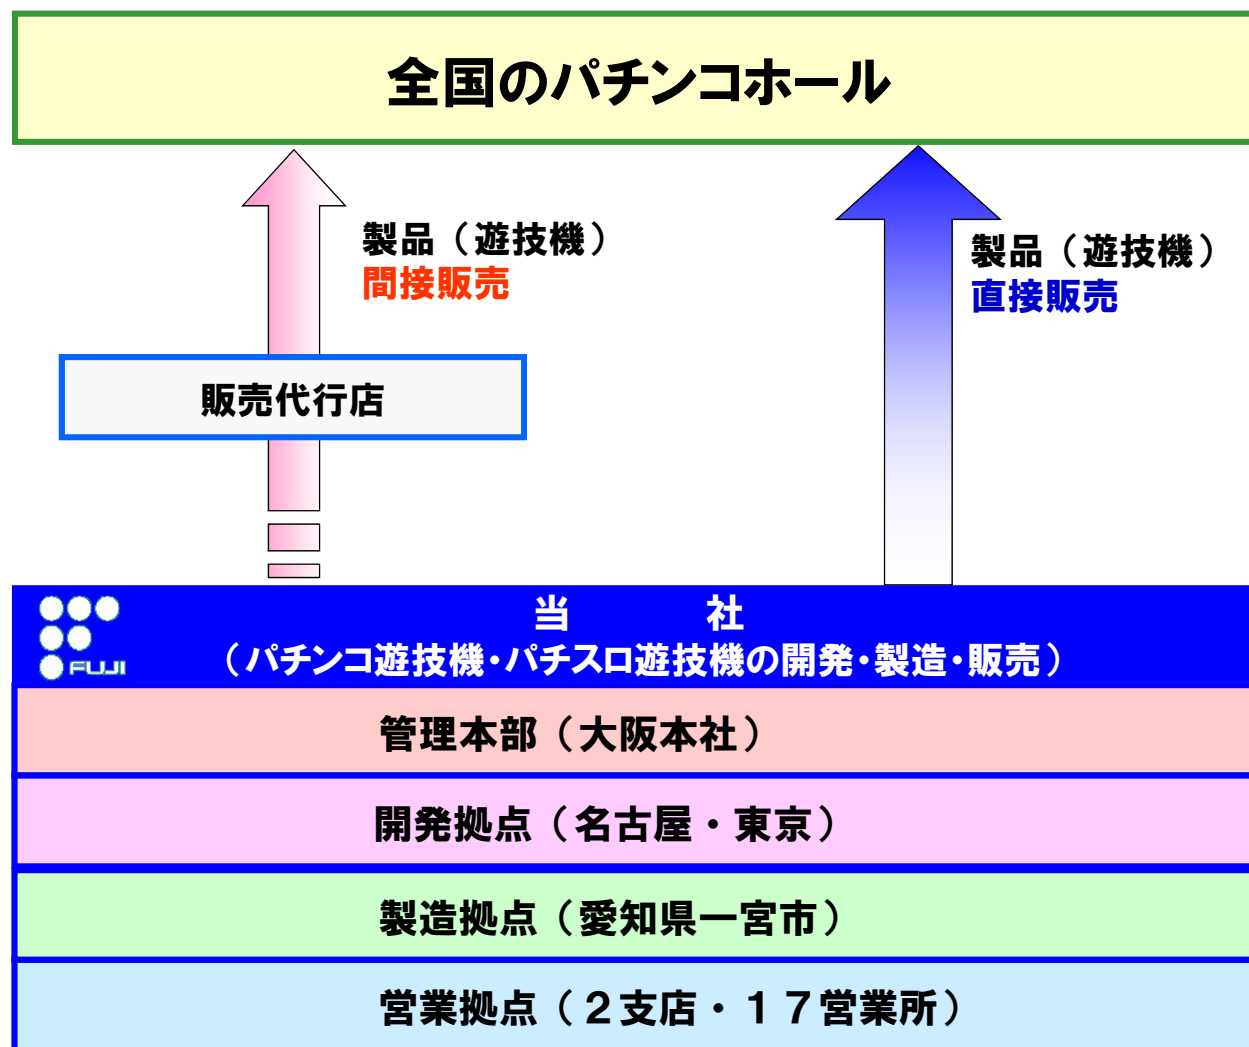 全国のパチンコホール
製品（遊技機）
間接販売
製品（遊技機）
直接販売
販売代行店
当　　社
FUJI
（パチンコ遊技機・パチスロ遊技機の開発・製造・販売）
管理本部（大阪本社）
開発拠点（名古屋・東京）
製造拠点（愛知県一宮市）
営業拠点（２支店・１７営業所）